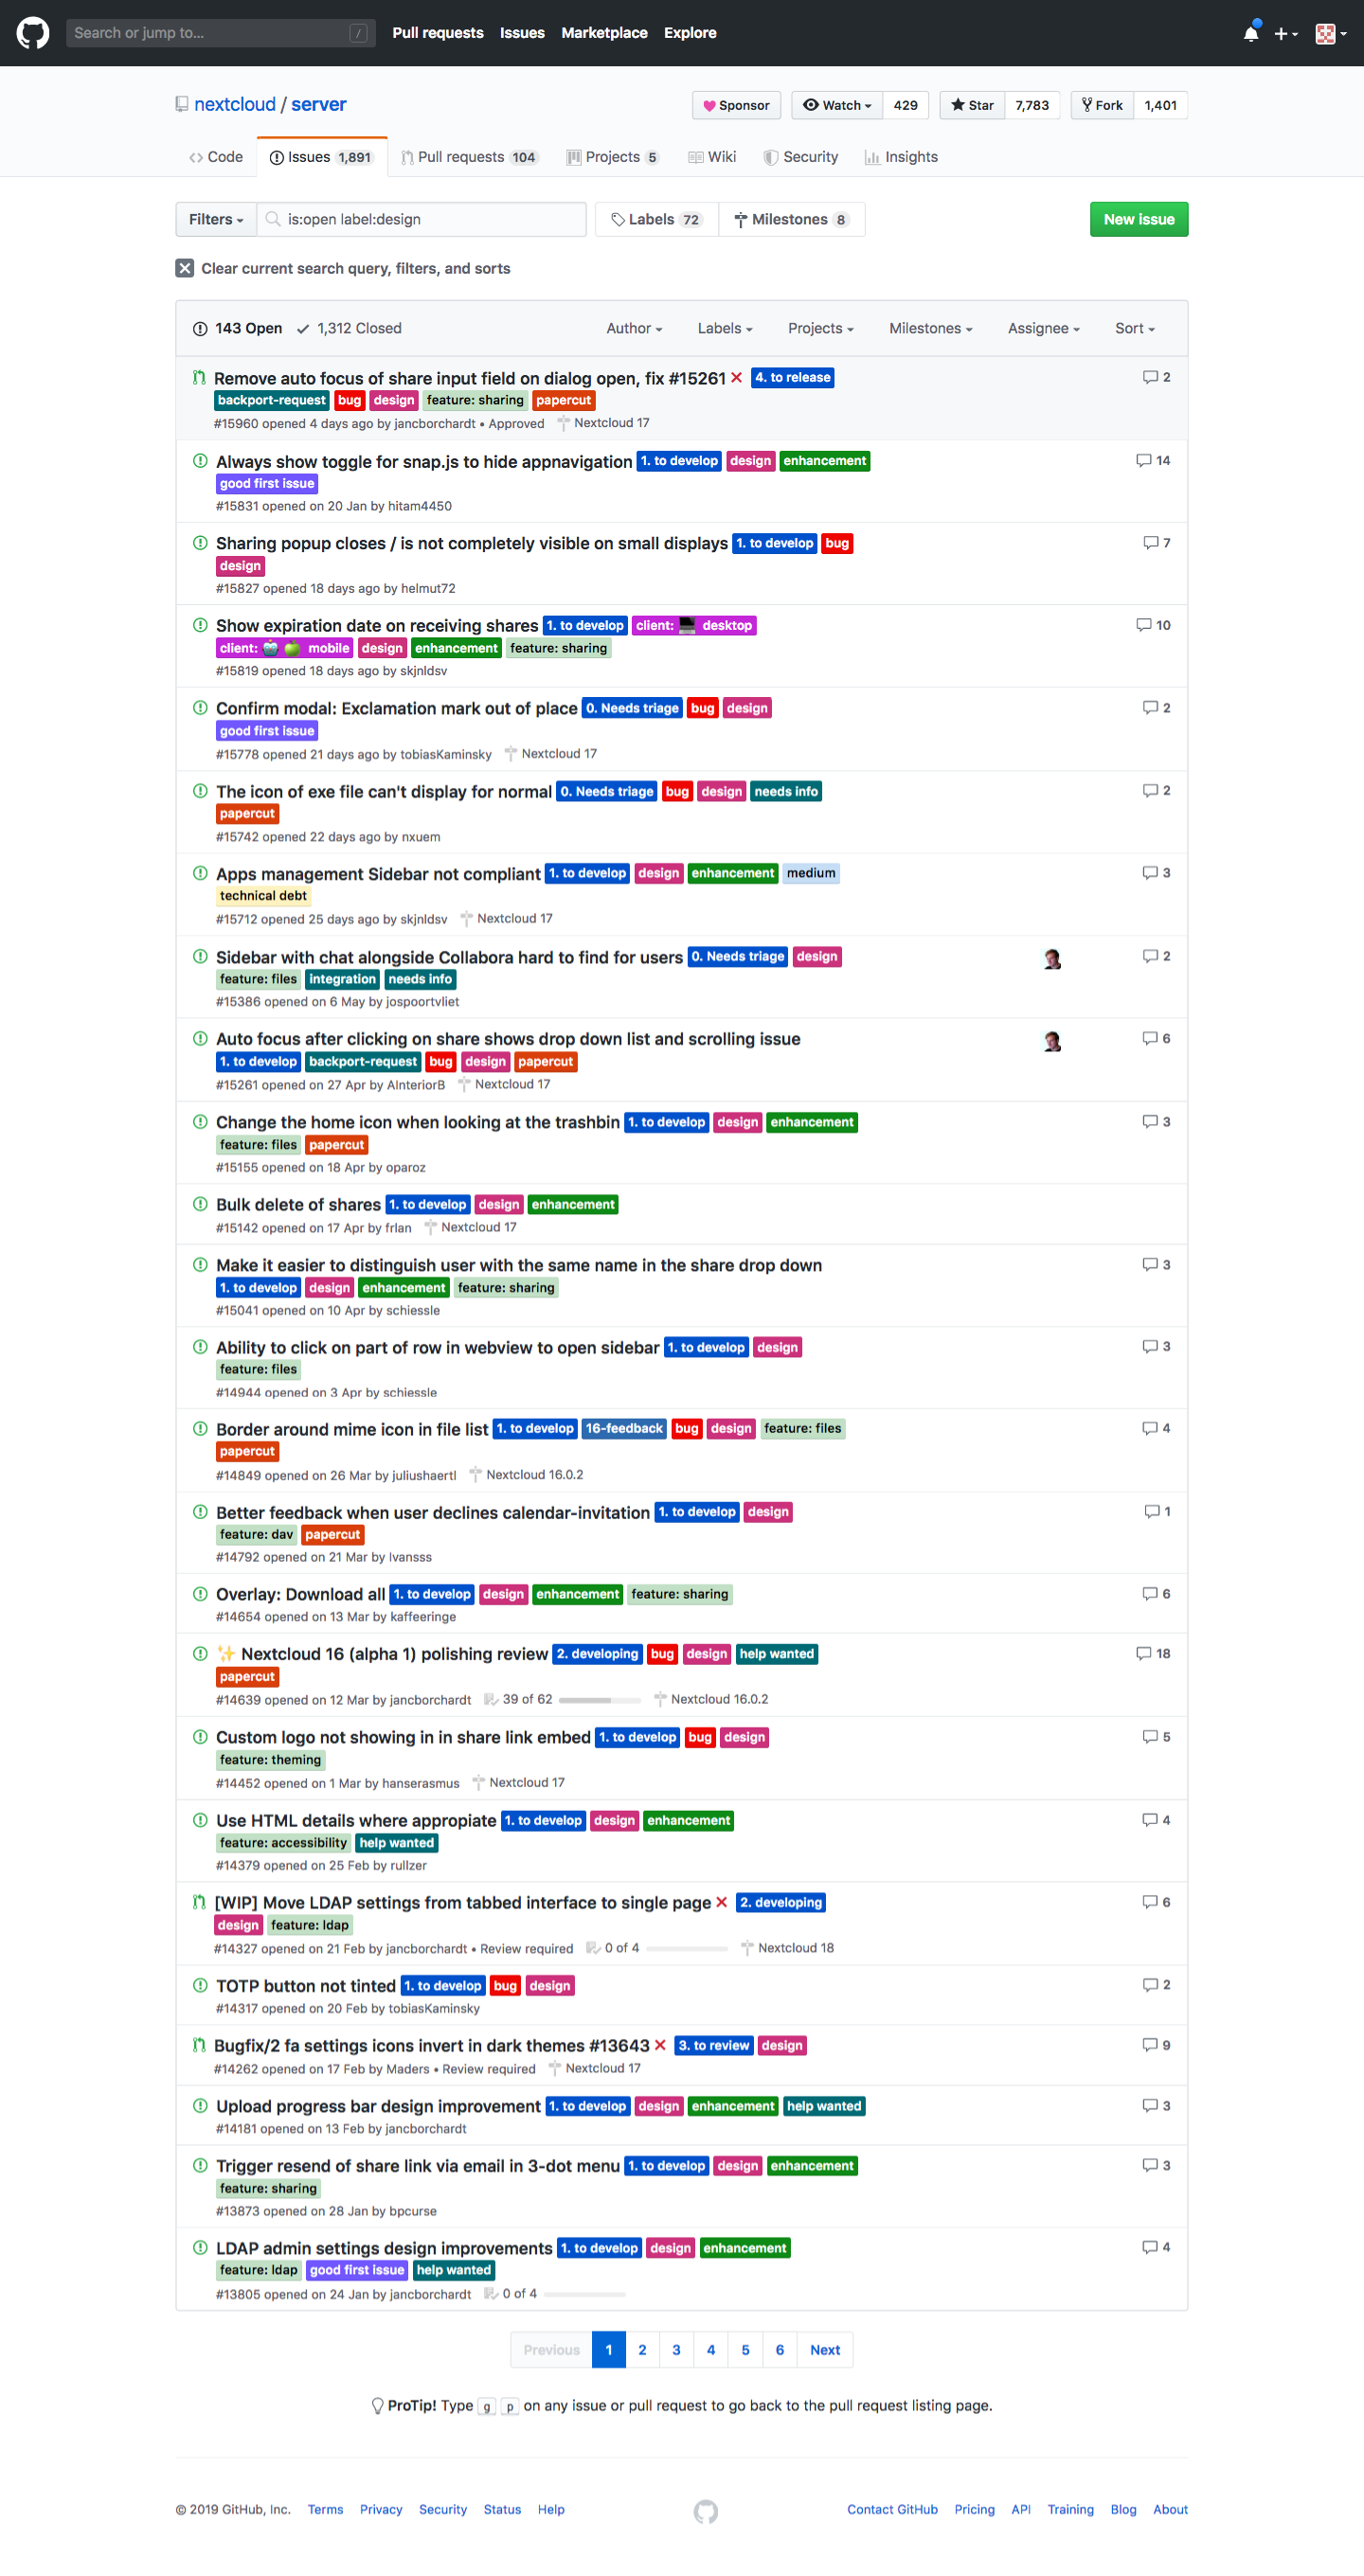 Search or jump to... / Pull requests Issues Marketplace Explore
nextcloud / server Sponsor Watch 429 Star 7,783 Fork 1,401
Code Issues 1,891 Pull requests 104 Projects 5 Wiki Security Insights
Filters is:open label:design Labels 72 Milestones 8 New issue
Clear current search query, filters, and sorts
143 Open 1,312 Closed Author Labels Projects Milestones Assignee Sort
Remove auto focus of share input field on dialog open, fix #15261 4. to release 2
backport-request bug design feature: sharing papercut
#15960 opened 4 days ago by jancborchardt • Approved Nextcloud 17
Always show toggle for snap.js to hide appnavigation 1. to develop design enhancement 14
good first issue
#15831 opened on 20 Jan by hitam4450
Sharing popup closes / is not completely visible on small displays 1. to develop bug 7
design
#15827 opened 18 days ago by helmut72
Show expiration date on receiving shares 1. to develop client: 💻 desktop 10
client: 🤖 🍏 mobile design enhancement feature: sharing
#15819 opened 18 days ago by skjnldsv
Confirm modal: Exclamation mark out of place 0. Needs triage bug design 2
good first issue
#15778 opened 21 days ago by tobiasKaminsky Nextcloud 17
The icon of exe file can't display for normal 0. Needs triage bug design needs info 2
papercut
#15742 opened 22 days ago by nxuem
Apps management Sidebar not compliant 1. to develop design enhancement medium 3
technical debt
#15712 opened 25 days ago by skjnldsv Nextcloud 17
Sidebar with chat alongside Collabora hard to find for users 0. Needs triage design 2
feature: files integration needs info
#15386 opened on 6 May by jospoortvliet
Auto focus after clicking on share shows drop down list and scrolling issue 6
1. to develop backport-request bug design papercut
#15261 opened on 27 Apr by AInteriorB Nextcloud 17
Change the home icon when looking at the trashbin 1. to develop design enhancement 3
feature: files papercut
#15155 opened on 18 Apr by oparoz
Bulk delete of shares 1. to develop design enhancement
#15142 opened on 17 Apr by frlan Nextcloud 17
Make it easier to distinguish user with the same name in the share drop down 3
1. to develop design enhancement feature: sharing
#15041 opened on 10 Apr by schiessle
Ability to click on part of row in webview to open sidebar 1. to develop design 3
feature: files
#14944 opened on 3 Apr by schiessle
Border around mime icon in file list 1. to develop 16-feedback bug design feature: files 4
papercut
#14849 opened on 26 Mar by juliushaertl Nextcloud 16.0.2
Better feedback when user declines calendar-invitation 1. to develop design 1
feature: dav papercut
#14792 opened on 21 Mar by Ivansss
Overlay: Download all 1. to develop design enhancement feature: sharing 6
#14654 opened on 13 Mar by kaffeeringe
✨ Nextcloud 16 (alpha 1) polishing review 2. developing bug design help wanted 18
papercut
#14639 opened on 12 Mar by jancborchardt 39 of 62 Nextcloud 16.0.2
Custom logo not showing in in share link embed 1. to develop bug design 5
feature: theming
#14452 opened on 1 Mar by hanserasmus Nextcloud 17
Use HTML details where appropiate 1. to develop design enhancement 4
feature: accessibility help wanted
#14379 opened on 25 Feb by rullzer
[WIP] Move LDAP settings from tabbed interface to single page 2. developing 6
design feature: ldap
#14327 opened on 21 Feb by jancborchardt • Review required 0 of 4 Nextcloud 18
TOTP button not tinted 1. to develop bug design 2
#14317 opened on 20 Feb by tobiasKaminsky
Bugfix/2 fa settings icons invert in dark themes #13643 3. to review design 9
#14262 opened on 17 Feb by Maders • Review required Nextcloud 17
Upload progress bar design improvement 1. to develop design enhancement help wanted 3
#14181 opened on 13 Feb by jancborchardt
Trigger resend of share link via email in 3-dot menu 1. to develop design enhancement 3
feature: sharing
#13873 opened on 28 Jan by bpcurse
LDAP admin settings design improvements 1. to develop design enhancement 4
feature: ldap good first issue help wanted
#13805 opened on 24 Jan by jancborchardt 0 of 4
Previous 1 2 3 4 5 6 Next
ProTip! Type g p on any issue or pull request to go back to the pull request listing page.
© 2019 GitHub, Inc. Terms Privacy Security Status Help Contact GitHub Pricing API Training Blog About